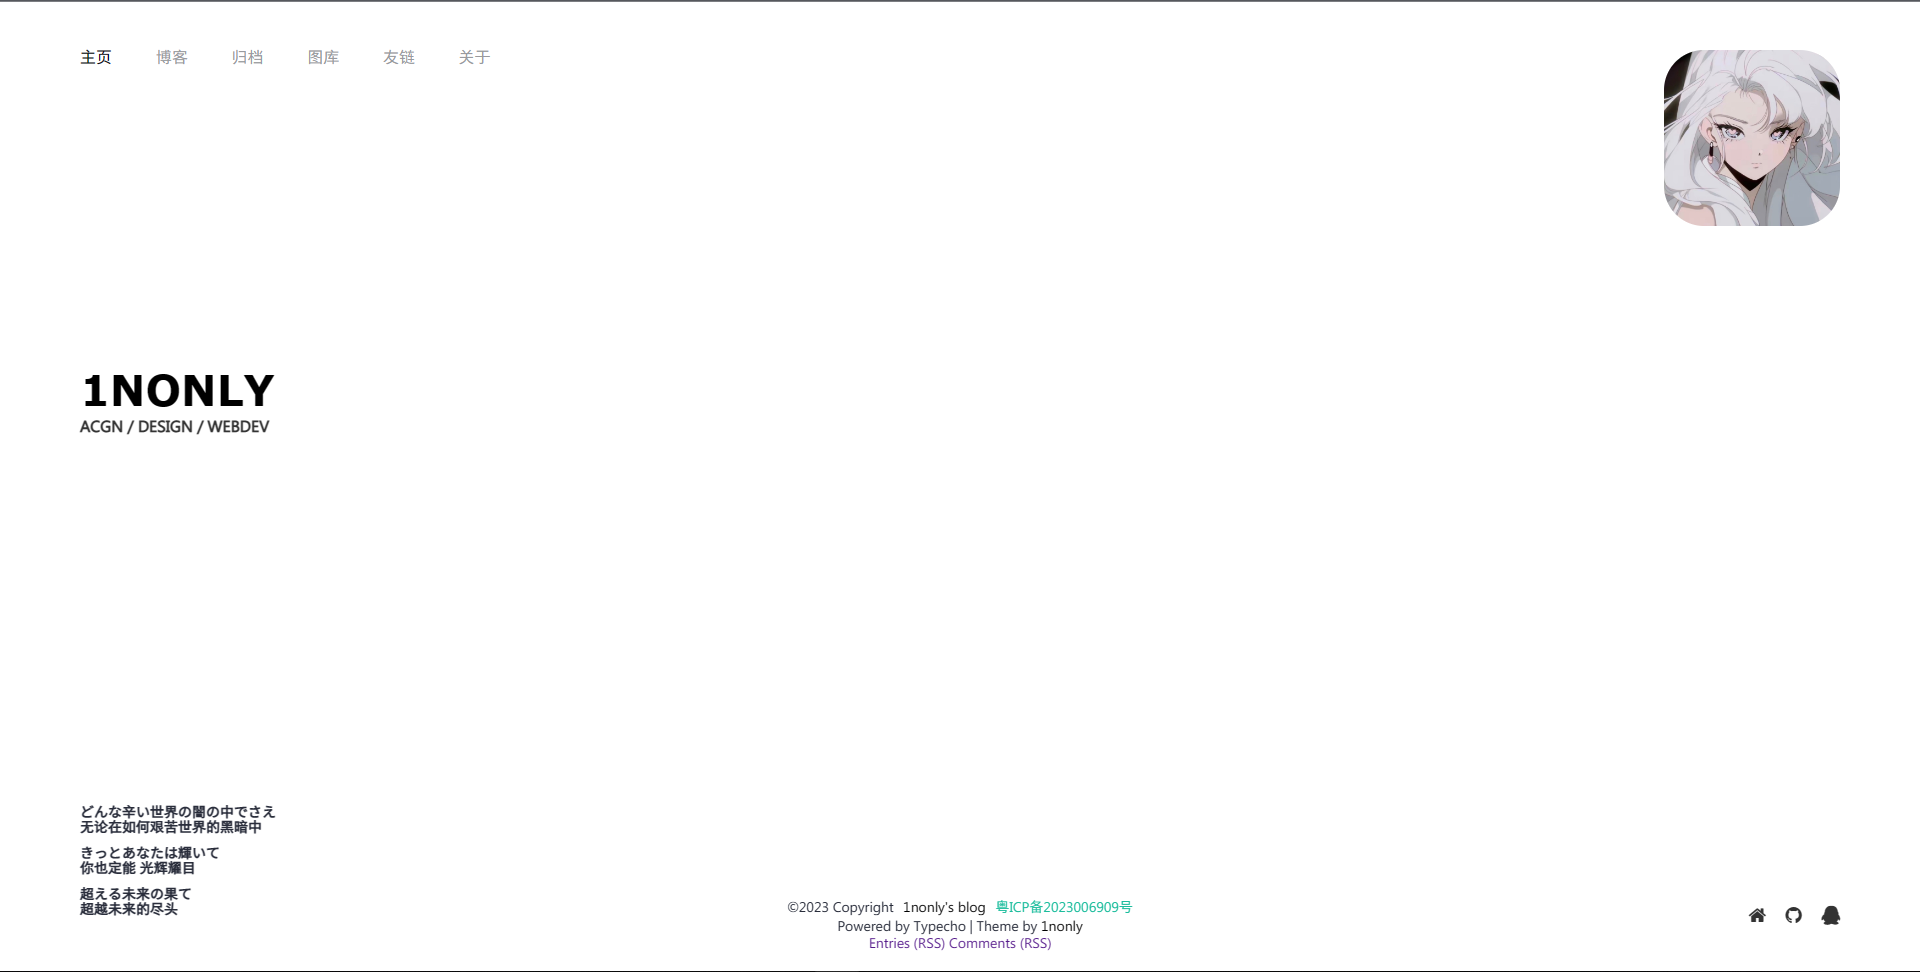 主页 博客 归档 图库 友链 关于
1NONLY
ACGN / DESIGN / WEBDEV
どんな辛い世界の闇の中でさえ
无论在如何艰苦世界的黑暗中
きっとあなたは輝いて
你也定能 光辉耀目
超える未来の果て
超越未来的尽头
©2023 Copyright 1nonly's blog 粤ICP备2023006909号
Powered by Typecho | Theme by 1nonly
Entries (RSS) Comments (RSS)